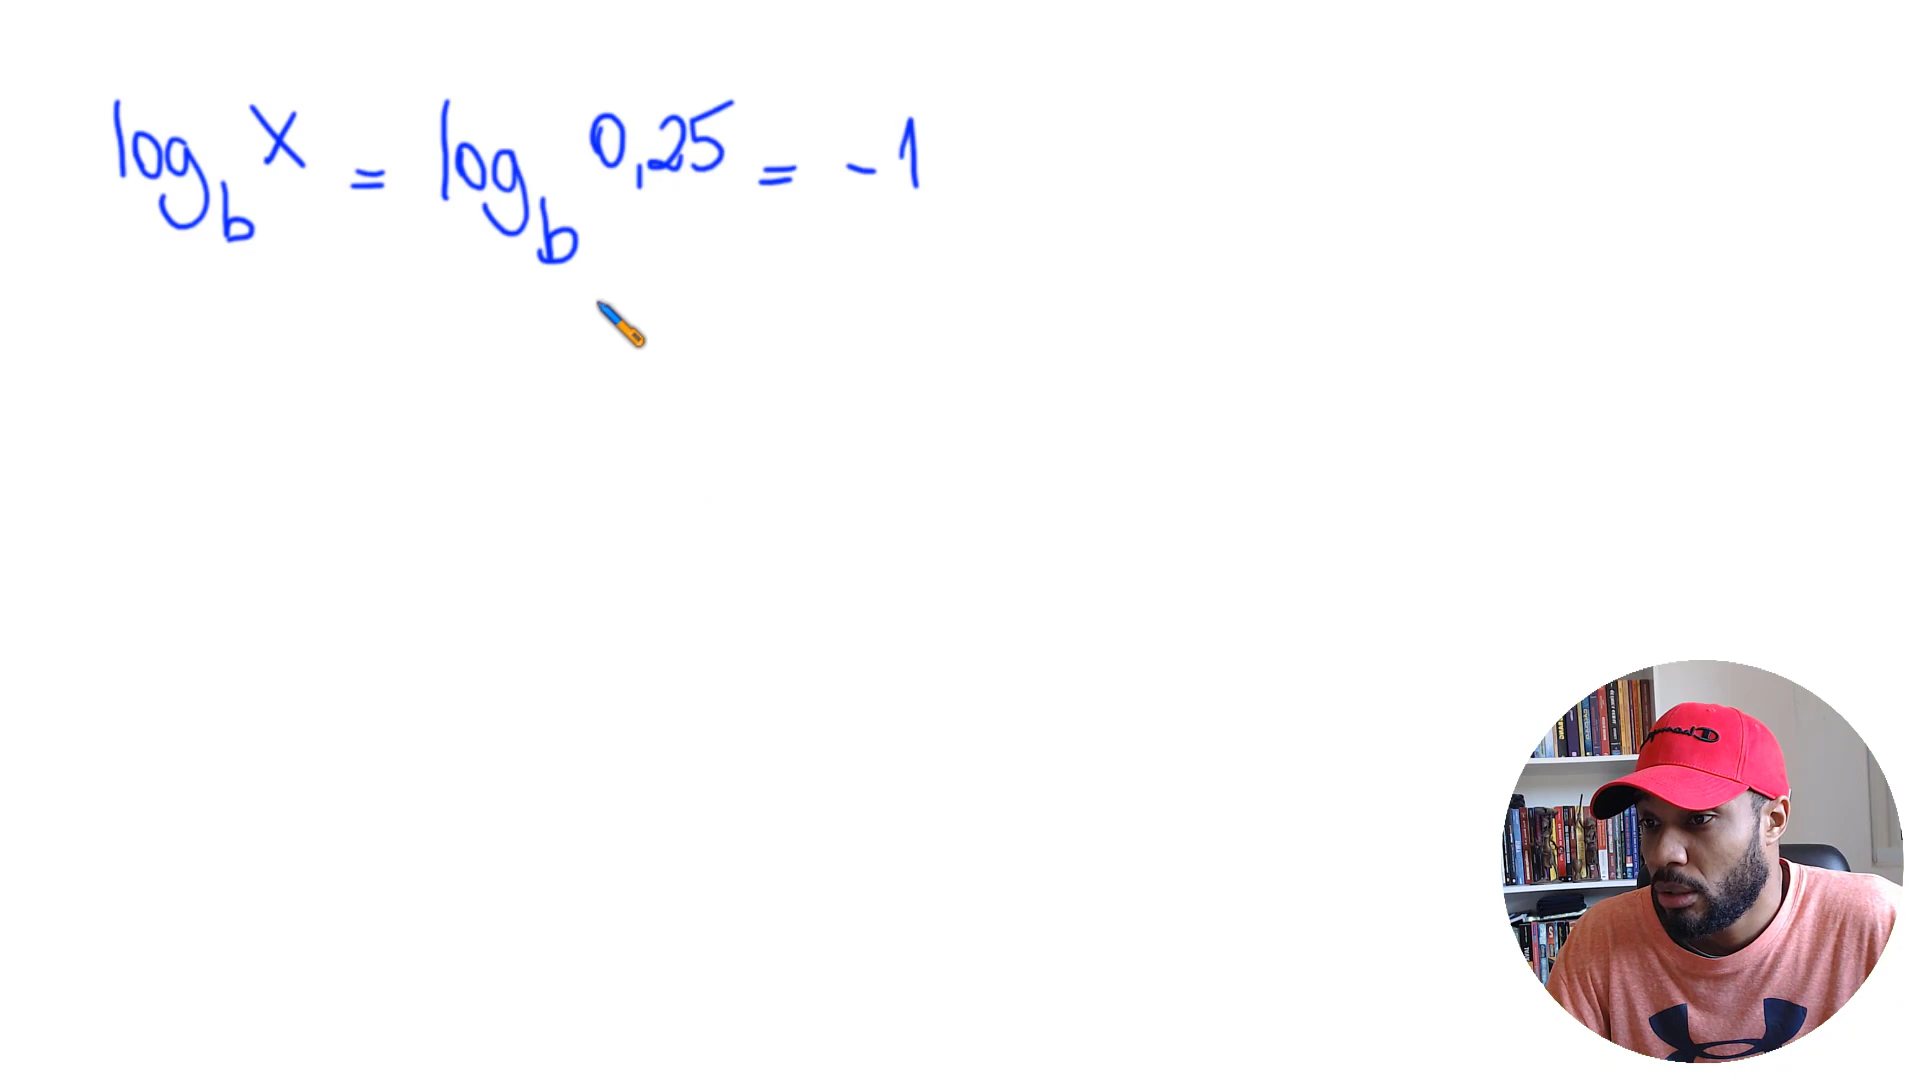 log_b x = log_b 0,25 = -1